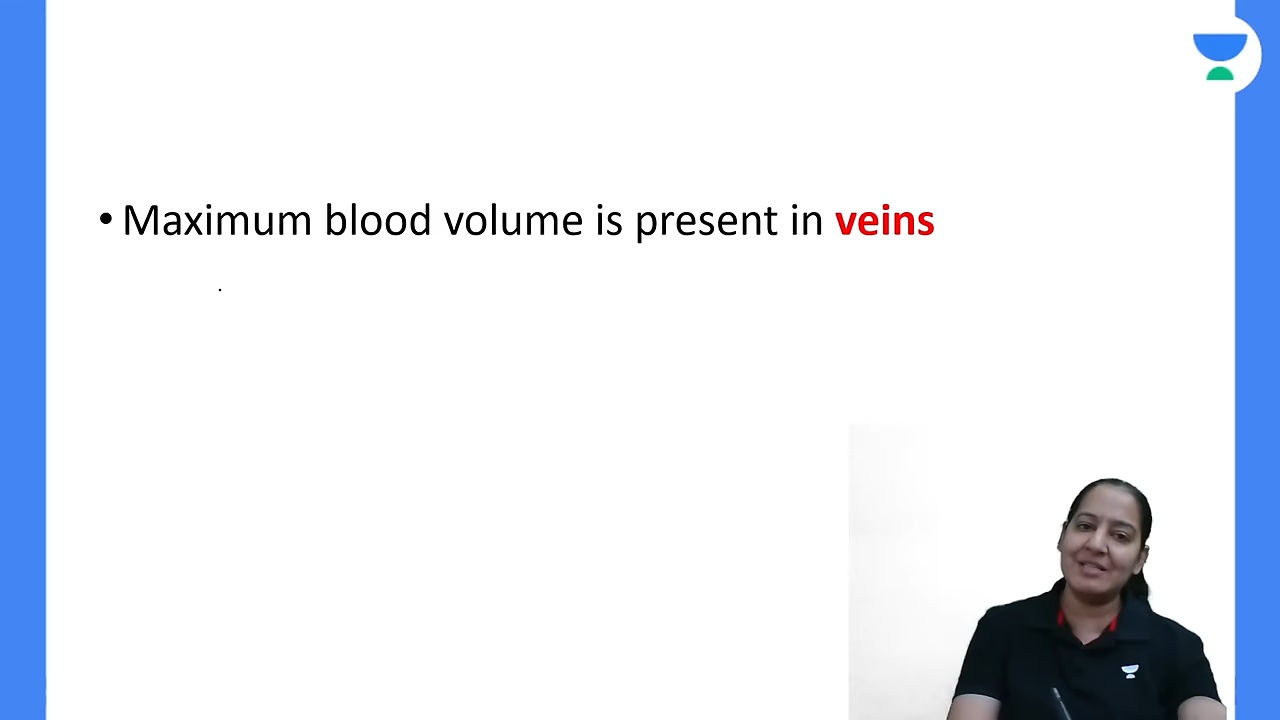 • Maximum blood volume is present in veins